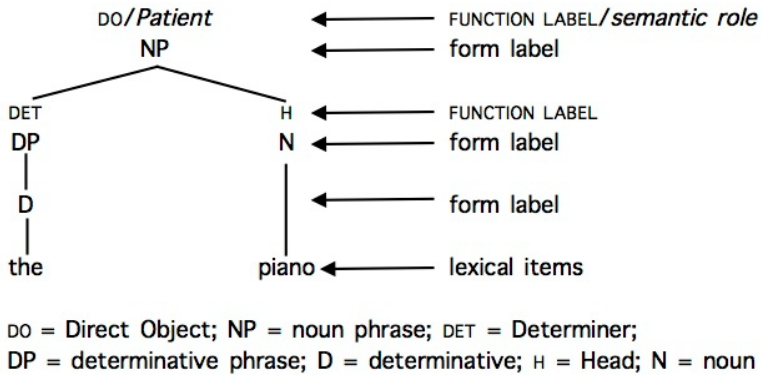 DO/Patient FUNCTION LABEL/semantic role
NP form label
DET H FUNCTION LABEL
DP N form label
D form label
the piano lexical items
DO = Direct Object; NP = noun phrase; DET = Determiner;
DP = determinative phrase; D = determinative; H = Head; N = noun